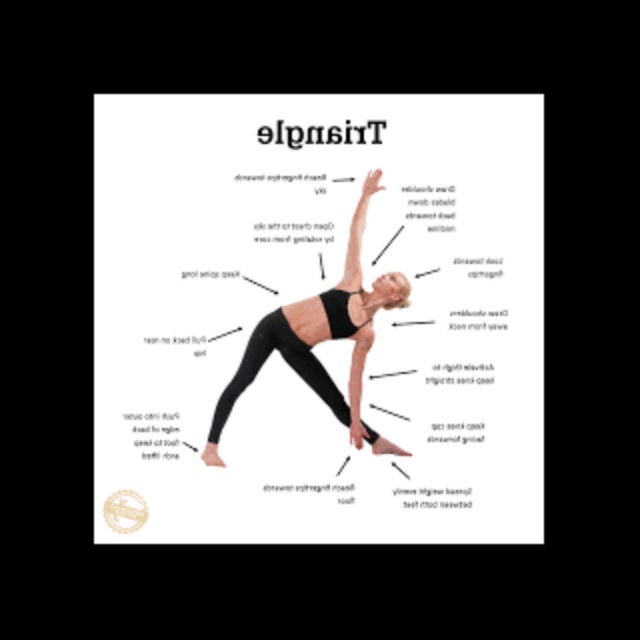 Triangle
Reach fingertips towards
sky
Draw shoulder
blades down
back towards
midline
Open chest to the side
by rotating from core
Look towards
fingertips
Keep spine long
Draw shoulders
away from neck
Pull back on rear
hip
Activate thigh to
keep knee straight
Push into outer
edge of back
foot to keep
arch lifted
Keep knee cap
facing forwards
Reach fingertips towards
floor
Spread weight evenly
between both feet